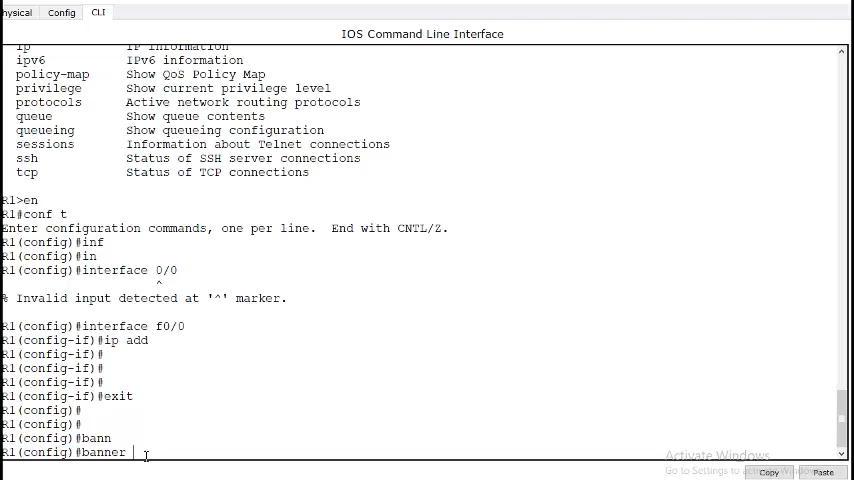 hysical Config CLI
IOS Command Line Interface
ip IP information
ipv6 IPv6 information
policy-map Show QoS Policy Map
privilege Show current privilege level
protocols Active network routing protocols
queue Show queue contents
queueing Show queueing configuration
sessions Information about Telnet connections
ssh Status of SSH server connections
tcp Status of TCP connections
R1>en
R1#conf t
Enter configuration commands, one per line. End with CNTL/Z.
R1(config)#inf
R1(config)#in
R1(config)#interface 0/0
^
% Invalid input detected at '^' marker.
R1(config)#interface f0/0
R1(config-if)#ip add
R1(config-if)#
R1(config-if)#
R1(config-if)#
R1(config-if)#exit
R1(config)#
R1(config)#
R1(config)#bann
R1(config)#banner
Activate Windows
Go to Settings to activate Windows.
Copy Paste